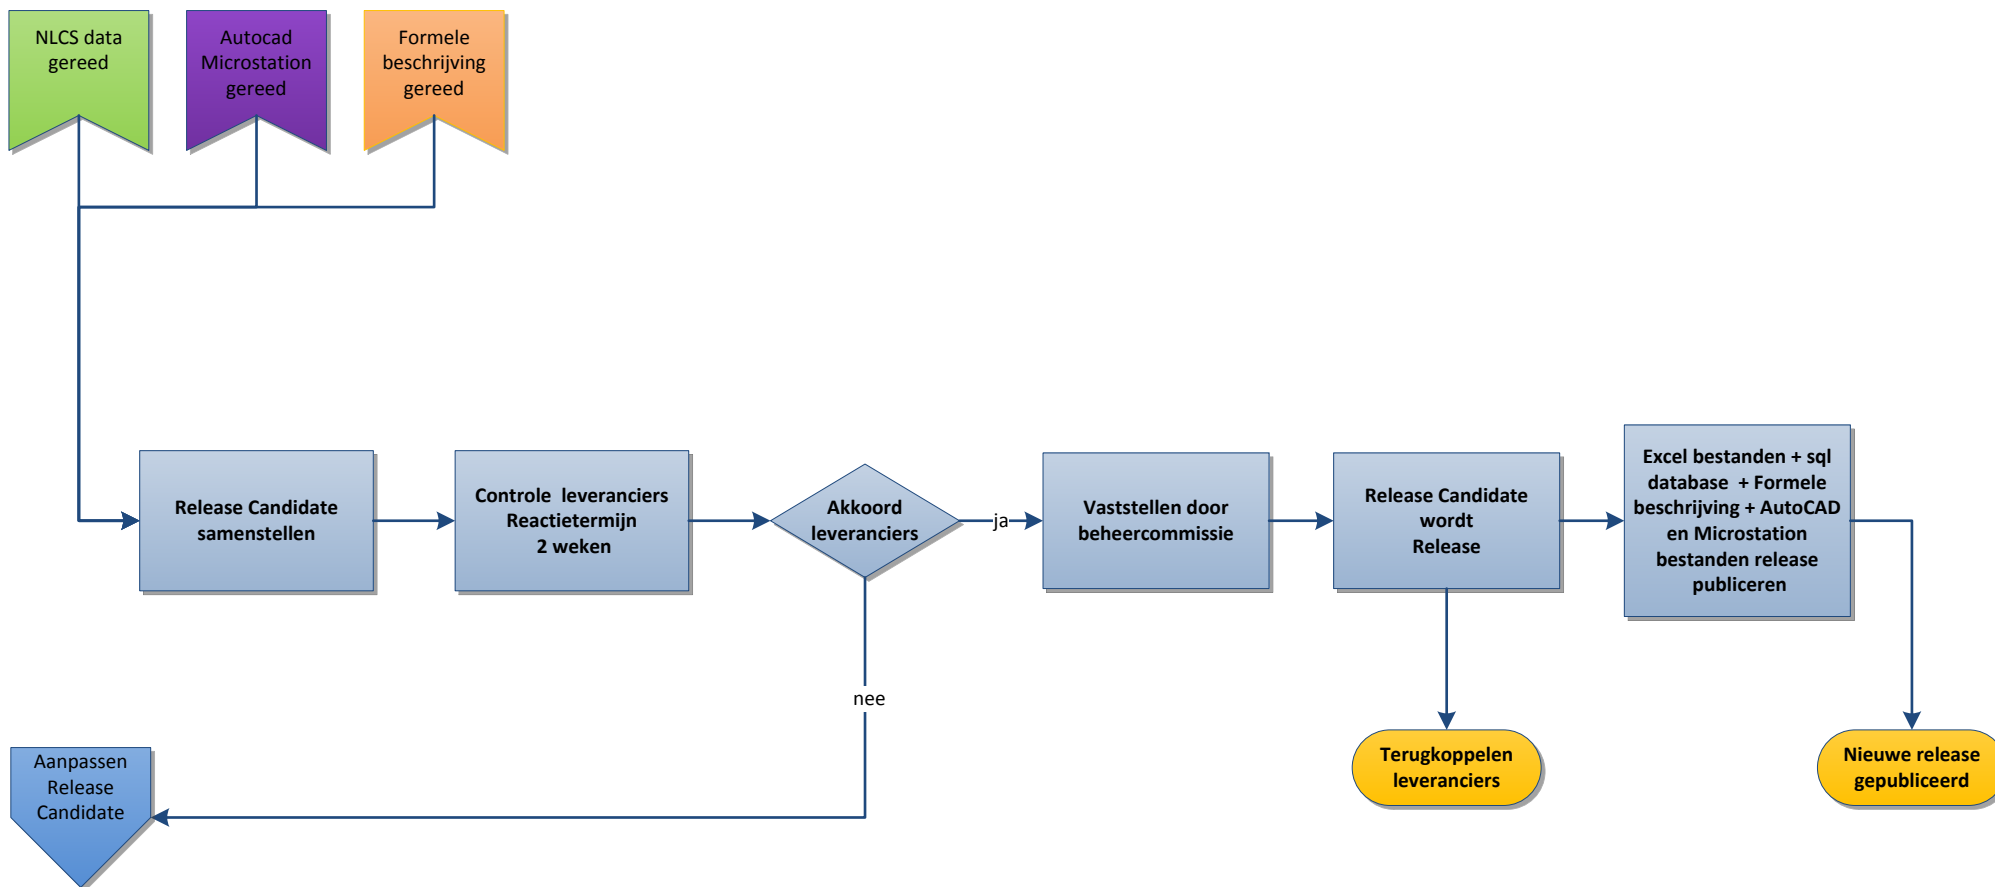 NLCS data
gereed
Autocad
Microstation
gereed
Formele
beschrijving
gereed
Release Candidate
samenstellen
Controle leveranciers
Reactietermijn
2 weken
Akkoord
leveranciers
ja
Vaststellen door
beheercommissie
Release Candidate
wordt
Release
Excel bestanden + sql
database + Formele
beschrijving + AutoCAD
en Microstation
bestanden release
publiceren
nee
Aanpassen
Release
Candidate
Terugkoppelen
leveranciers
Nieuwe release
gepubliceerd